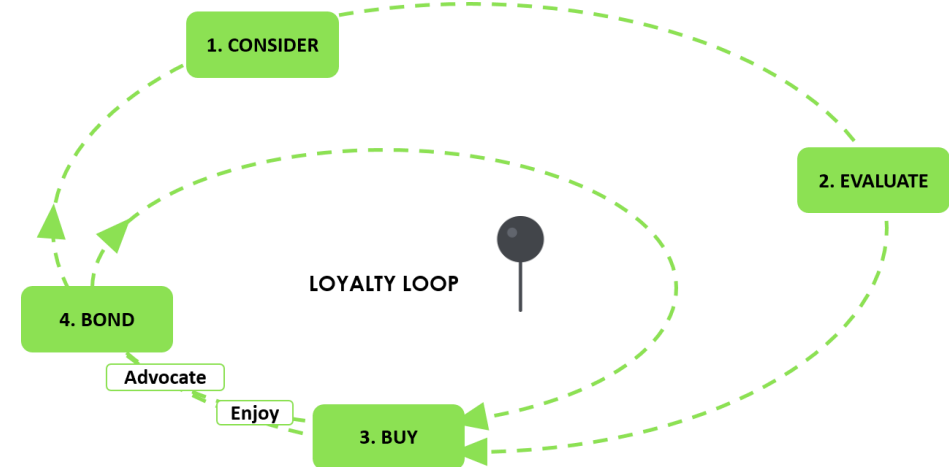 1. CONSIDER
2. EVALUATE
LOYALTY LOOP
4. BOND
Advocate
Enjoy
3. BUY